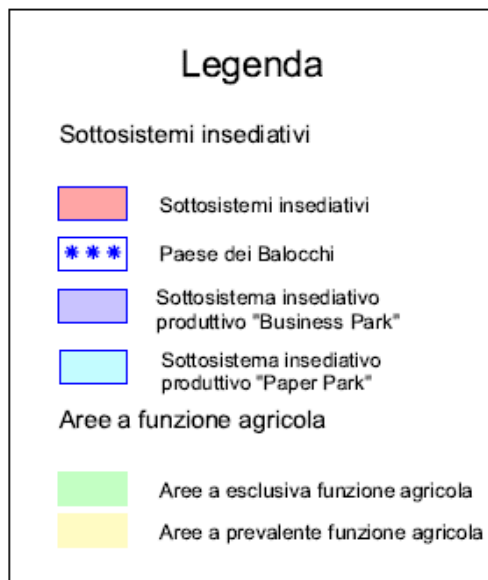 Legenda
Sottosistemi insediativi
Sottosistemi insediativi
Paese dei Balocchi
Sottosistema insediativo
produttivo "Business Park"
Sottosistema insediativo
produttivo "Paper Park"
Aree a funzione agricola
Aree a esclusiva funzione agricola
Aree a prevalente funzione agricola